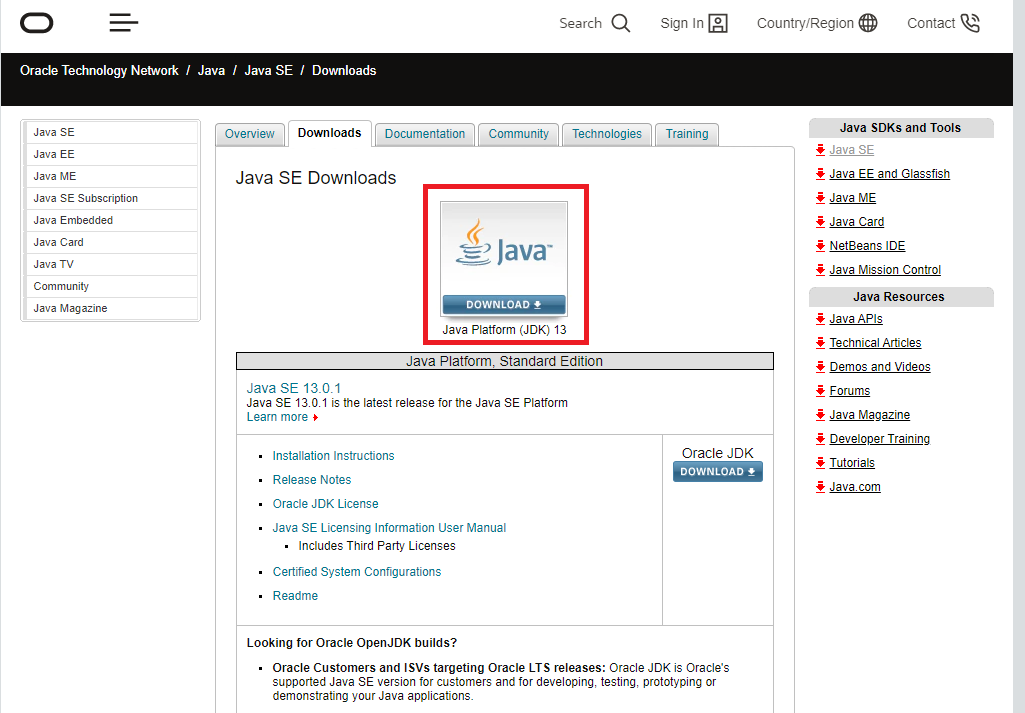 Search Sign In Country/Region Contact
Oracle Technology Network / Java / Java SE / Downloads
Java SE
Java EE
Java ME
Java SE Subscription
Java Embedded
Java Card
Java TV
Community
Java Magazine
Overview Downloads Documentation Community Technologies Training
Java SE Downloads
Java™
DOWNLOAD
Java Platform (JDK) 13
Java Platform, Standard Edition
Java SE 13.0.1
Java SE 13.0.1 is the latest release for the Java SE Platform
Learn more
Installation Instructions
Release Notes
Oracle JDK License
Java SE Licensing Information User Manual
Includes Third Party Licenses
Certified System Configurations
Readme
Oracle JDK
DOWNLOAD
Looking for Oracle OpenJDK builds?
Oracle Customers and ISVs targeting Oracle LTS releases: Oracle JDK is Oracle's
supported Java SE version for customers and for developing, testing, prototyping or
demonstrating your Java applications.
Java SDKs and Tools
Java SE
Java EE and Glassfish
Java ME
Java Card
NetBeans IDE
Java Mission Control
Java Resources
Java APIs
Technical Articles
Demos and Videos
Forums
Java Magazine
Developer Training
Tutorials
Java.com